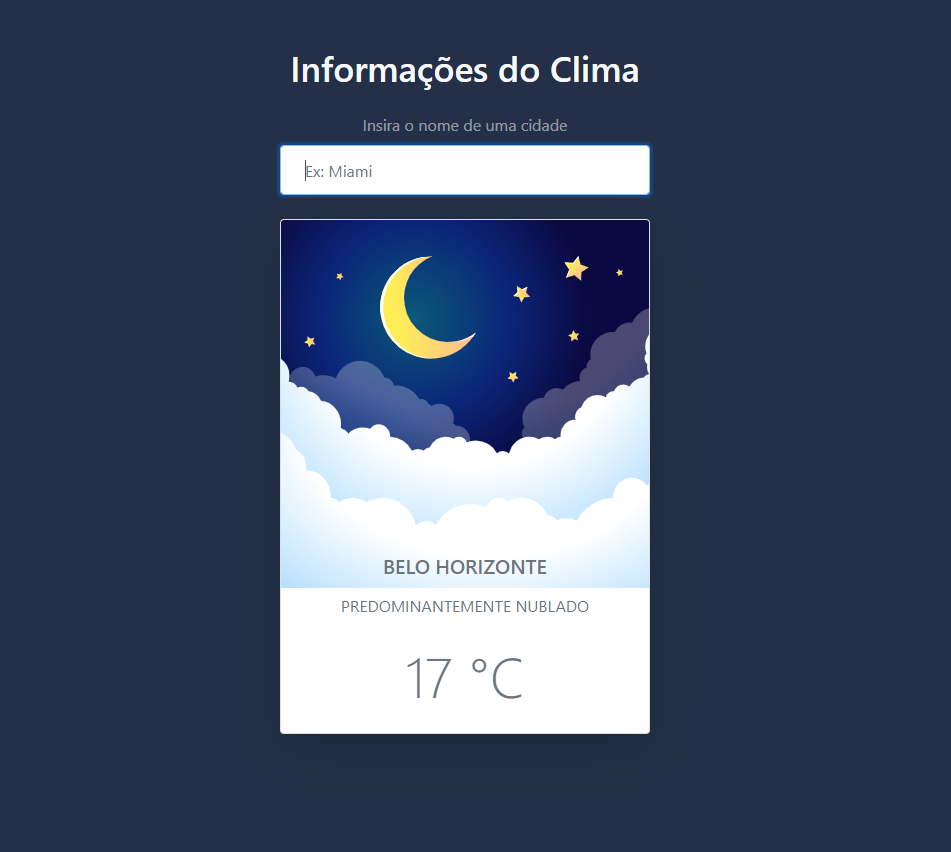 Informações do Clima
Insira o nome de uma cidade
Ex: Miami
BELO HORIZONTE
PREDOMINANTEMENTE NUBLADO
17 °C